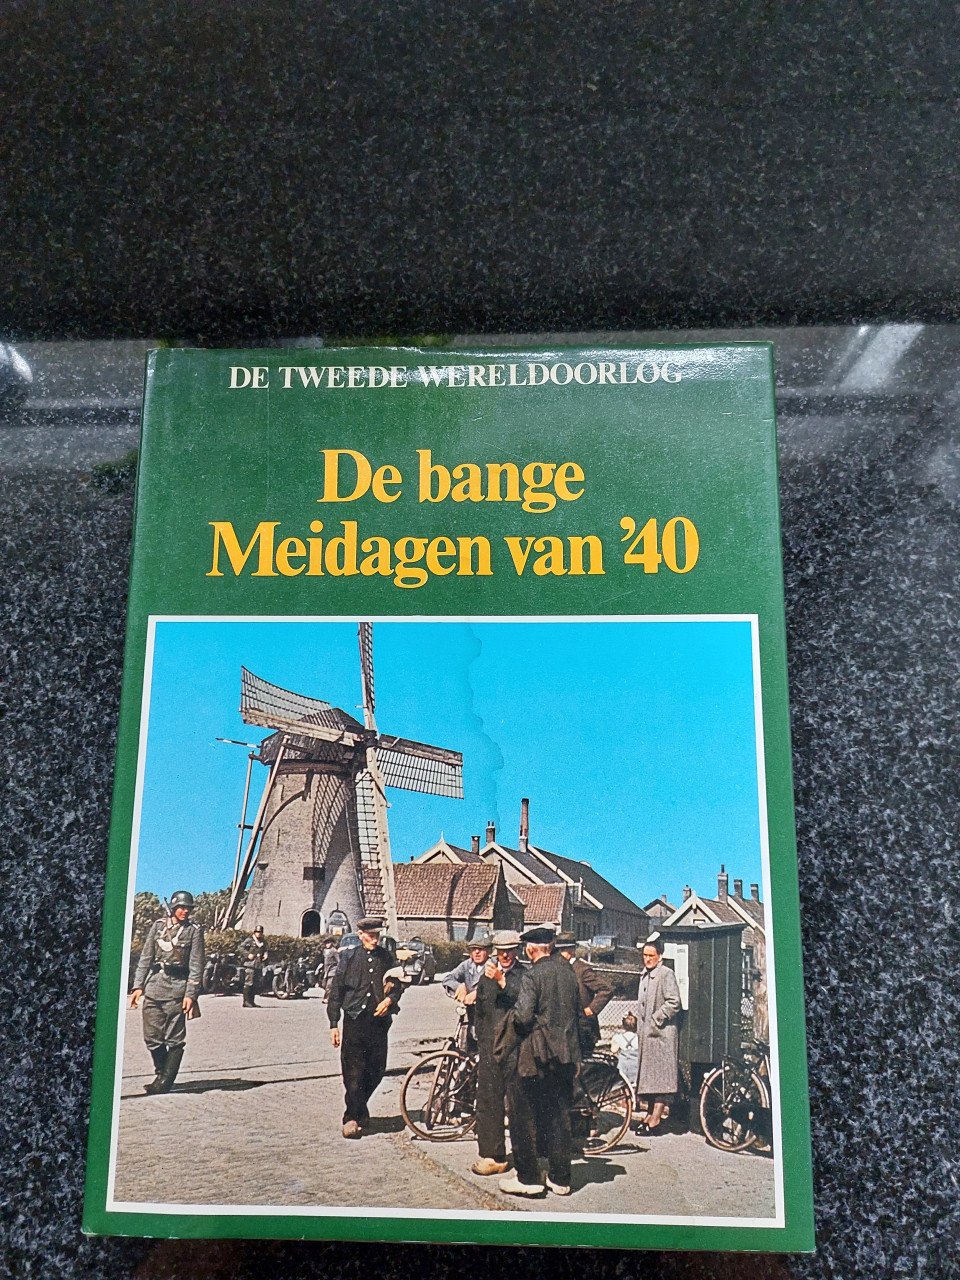 DE TWEEDE WERELDOORLOG
De bange
Meidagen van ’40